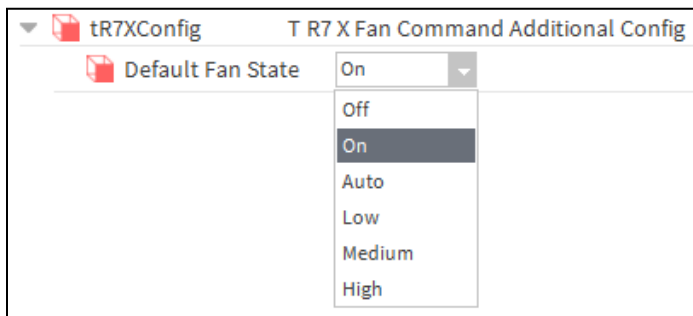 tR7XConfig T R7 X Fan Command Additional Config
Default Fan State On
Off
On
Auto
Low
Medium
High